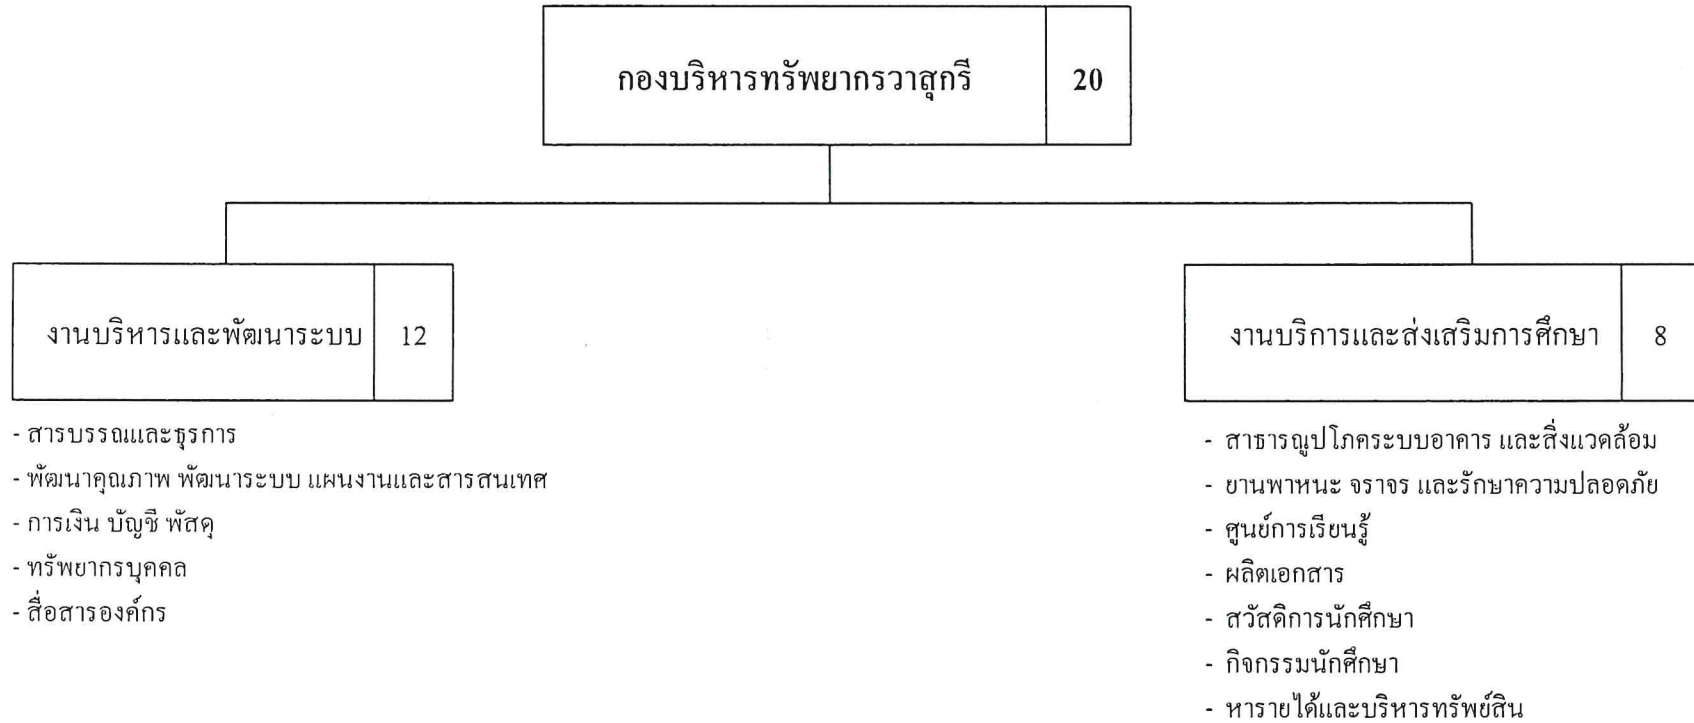 กองบริหารทรัพยากรวาสุกรี 20
งานบริหารและพัฒนาระบบ 12
- สารบรรณและธุรการ
- พัฒนาคุณภาพ พัฒนาระบบ แผนงานและสารสนเทศ
- การเงิน บัญชี พัสดุ
- ทรัพยากรบุคคล
- สื่อสารองค์กร
งานบริการและส่งเสริมการศึกษา 8
- สาธารณูปโภคระบบอาคาร และสิ่งแวดล้อม
- ยานพาหนะ จราจร และรักษาความปลอดภัย
- ศูนย์การเรียนรู้
- ผลิตเอกสาร
- สวัสดิการนักศึกษา
- กิจกรรมนักศึกษา
- หารายได้และบริหารทรัพย์สิน